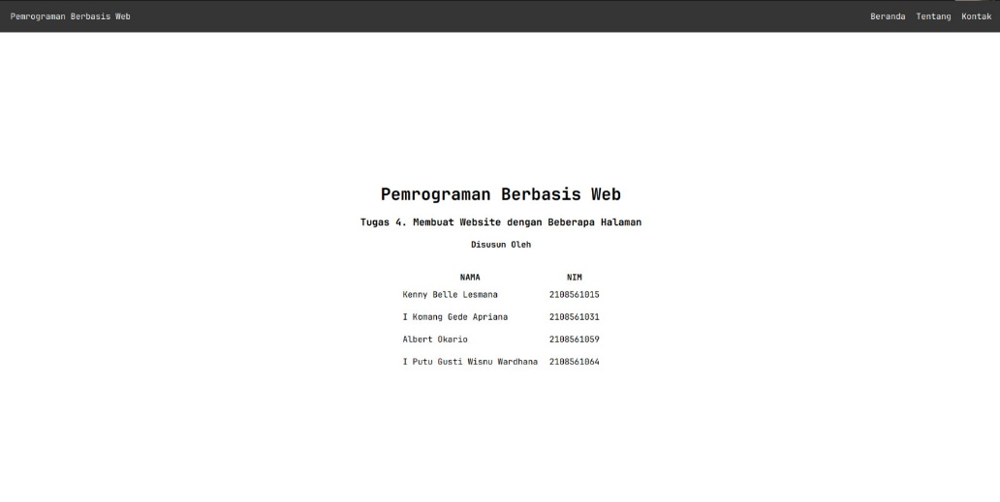 Pemrograman Berbasis Web Beranda Tentang Kontak
Pemrograman Berbasis Web
Tugas 4. Membuat Website dengan Beberapa Halaman
Disusun Oleh
NAMA NIM
Kenny Belle Lesmana 2108561015
I Komang Gede Apriana 2108561031
Albert Okario 2108561059
I Putu Gusti Wisnu Wardhana 2108561064